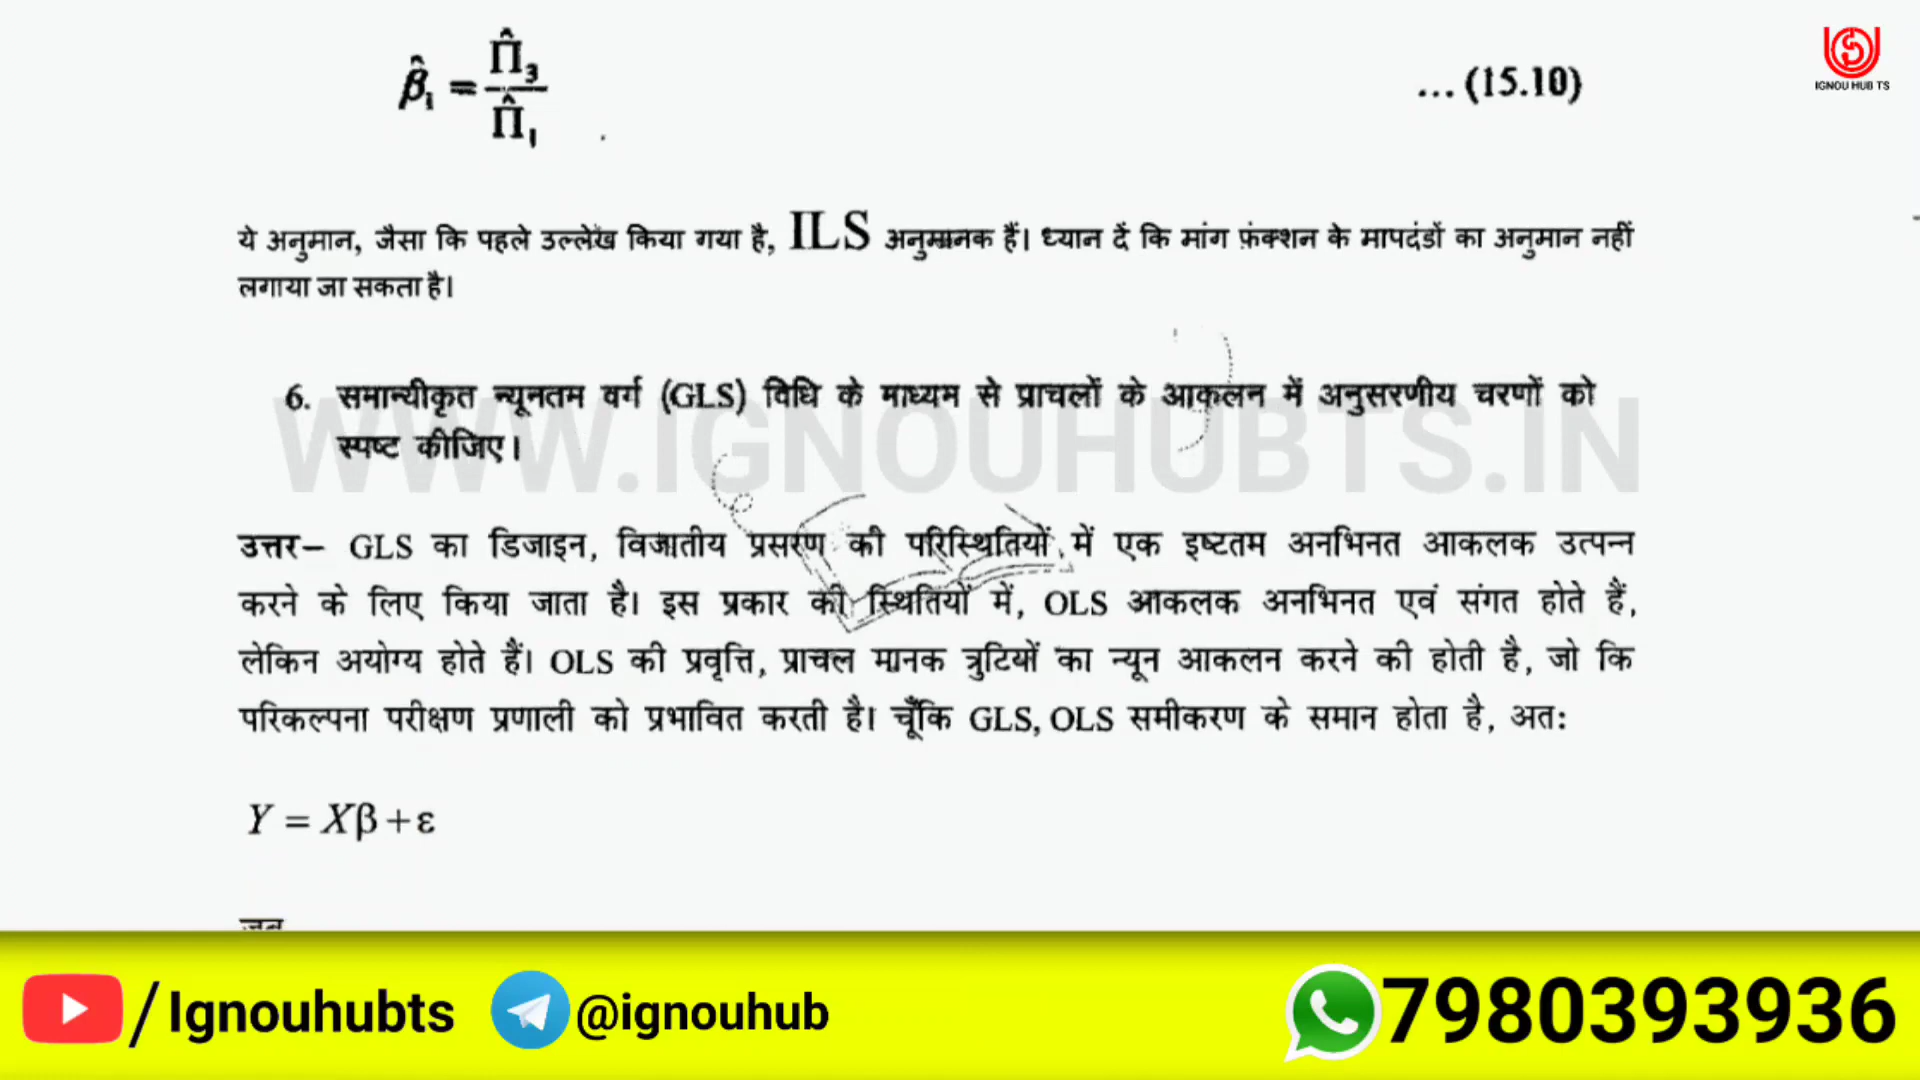 β̂₁ = Π̂₃ / Π̂₁ ... (15.10)
IGNOU HUB TS
ये अनुमान, जैसा कि पहले उल्लेख किया गया है, ILS अनुमानक हैं। ध्यान दें कि मांग फ़ंक्शन के मापदंडों का अनुमान नहीं
लगाया जा सकता है।
6. समान्यीकृत न्यूनतम वर्ग (GLS) विधि के माध्यम से प्राचलों के आकलन में अनुसरणीय चरणों को
स्पष्ट कीजिए।
WWW.IGNOUHUBTS.IN
उत्तर– GLS का डिजाइन, विजातीय प्रसरण की परिस्थितियों में एक इष्टतम अनभिनत आकलक उत्पन्न
करने के लिए किया जाता है। इस प्रकार की स्थितियों में, OLS आकलक अनभिनत एवं संगत होते हैं,
लेकिन अयोग्य होते हैं। OLS की प्रवृत्ति, प्राचल मानक त्रुटियों का न्यून आकलन करने की होती है, जो कि
परिकल्पना परीक्षण प्रणाली को प्रभावित करती है। चूँकि GLS, OLS समीकरण के समान होता है, अतः
Y = Xβ + ε
/Ignouhubts @ignouhub 7980393936